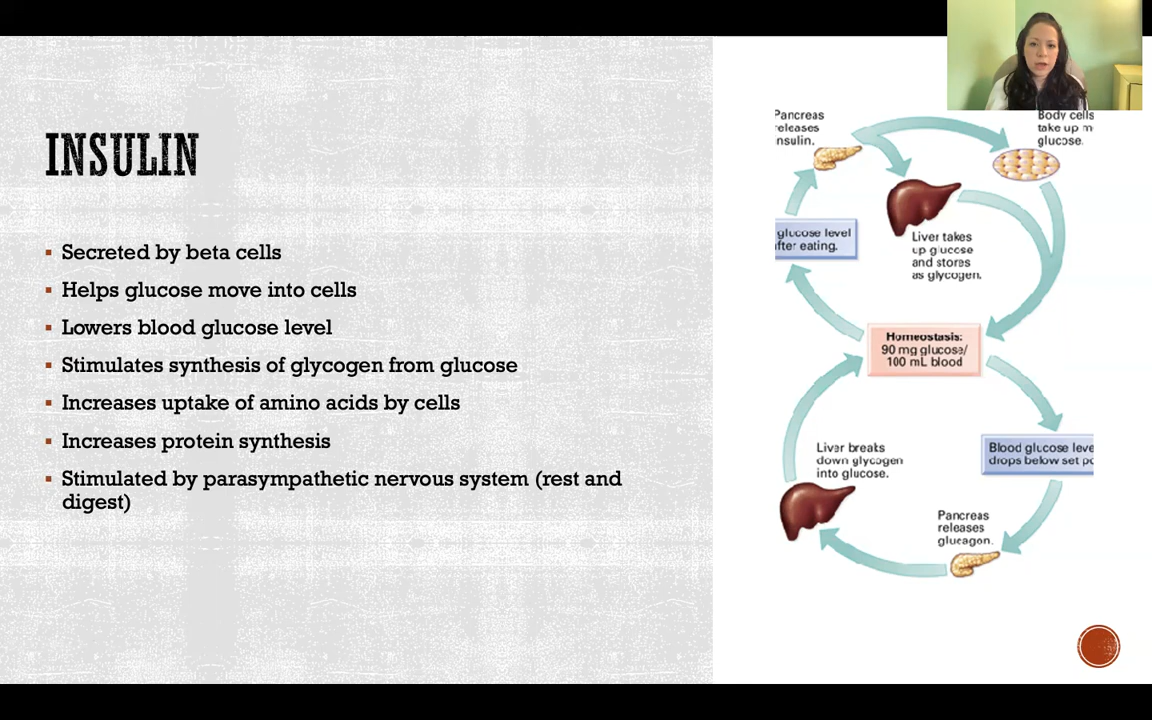 INSULIN
Secreted by beta cells
Helps glucose move into cells
Lowers blood glucose level
Stimulates synthesis of glycogen from glucose
Increases uptake of amino acids by cells
Increases protein synthesis
Stimulated by parasympathetic nervous system (rest and
digest)
Pancreas
releases
insulin.
Body cells
take up
glucose.
glucose level
after eating.
Liver takes
up glucose
and stores
as glycogen.
Homeostasis:
90 mg glucose/
100 mL blood
Liver breaks
down glycogen
into glucose.
Blood glucose
drops below set
Pancreas
releases
glucagon.